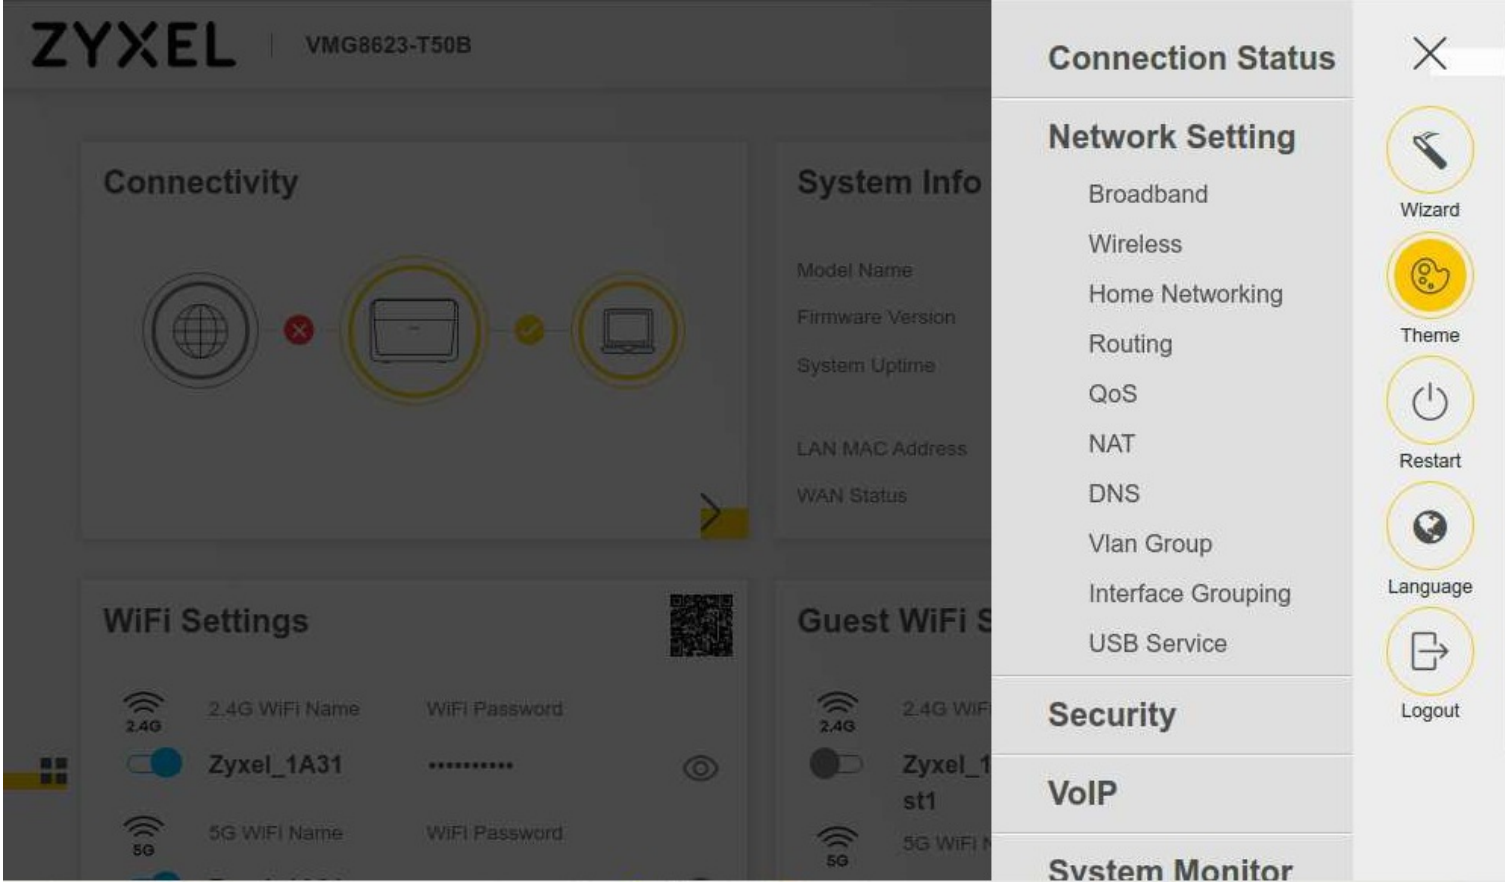 ZYXEL
VMG8623-T50B
Connectivity
System Info
Model Name
Firmware Version
System Uptime
LAN MAC Address
WAN Status
WiFi Settings
2.4G
2.4G WiFi Name
WiFi Password
Zyxel_1A31
••••••••••
5G
5G WiFi Name
WiFi Password
Guest WiFi S
2.4G
2.4G WiF
Zyxel_1
st1
5G
5G WiFi N
Connection Status
Network Setting
Broadband
Wireless
Home Networking
Routing
QoS
NAT
DNS
Vlan Group
Interface Grouping
USB Service
Security
VoIP
System Monitor
Wizard
Theme
Restart
Language
Logout